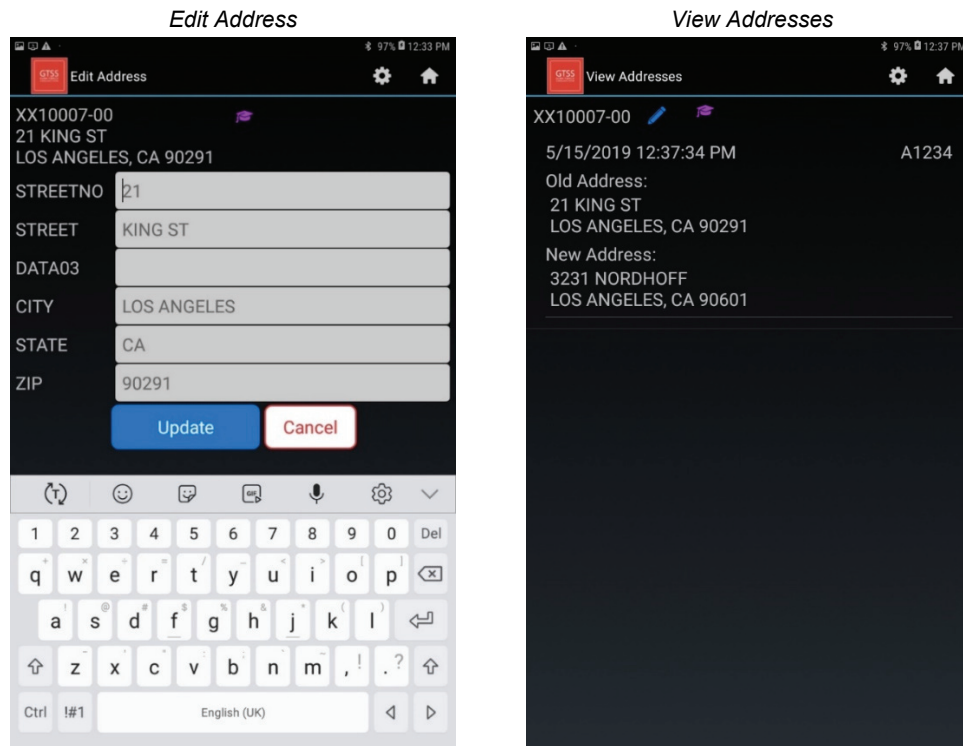 Edit Address
97% 12:33 PM
GTSS Edit Address
XX10007-00
21 KING ST
LOS ANGELES, CA 90291
STREETNO 21
STREET KING ST
DATA03
CITY LOS ANGELES
STATE CA
ZIP 90291
Update Cancel
T GIF
1 2 3 4 5 6 7 8 9 0 Del
q w e r t y u i o p
a s d f g h j k l
z x c v b n m , ! . ?
Ctrl !#1 English (UK)
View Addresses
97% 12:37 PM
GTSS View Addresses
XX10007-00
5/15/2019 12:37:34 PM A1234
Old Address:
21 KING ST
LOS ANGELES, CA 90291
New Address:
3231 NORDHOFF
LOS ANGELES, CA 90601